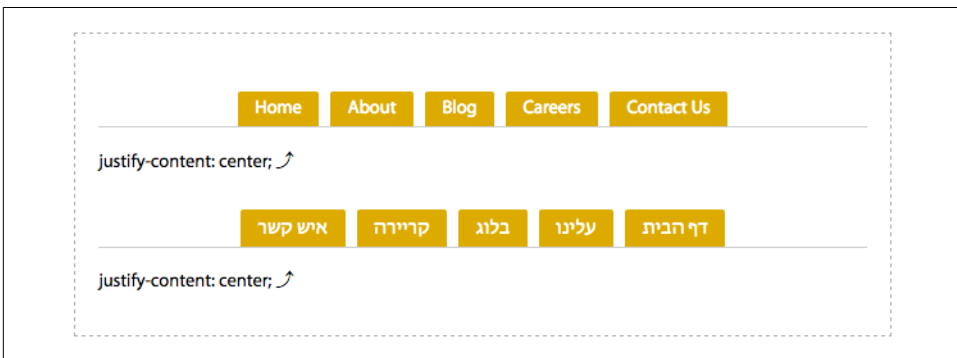 Home About Blog Careers Contact Us
justify-content: center; ⤴
דף הבית עלינו בלוג קריירה איש קשר
justify-content: center; ⤴